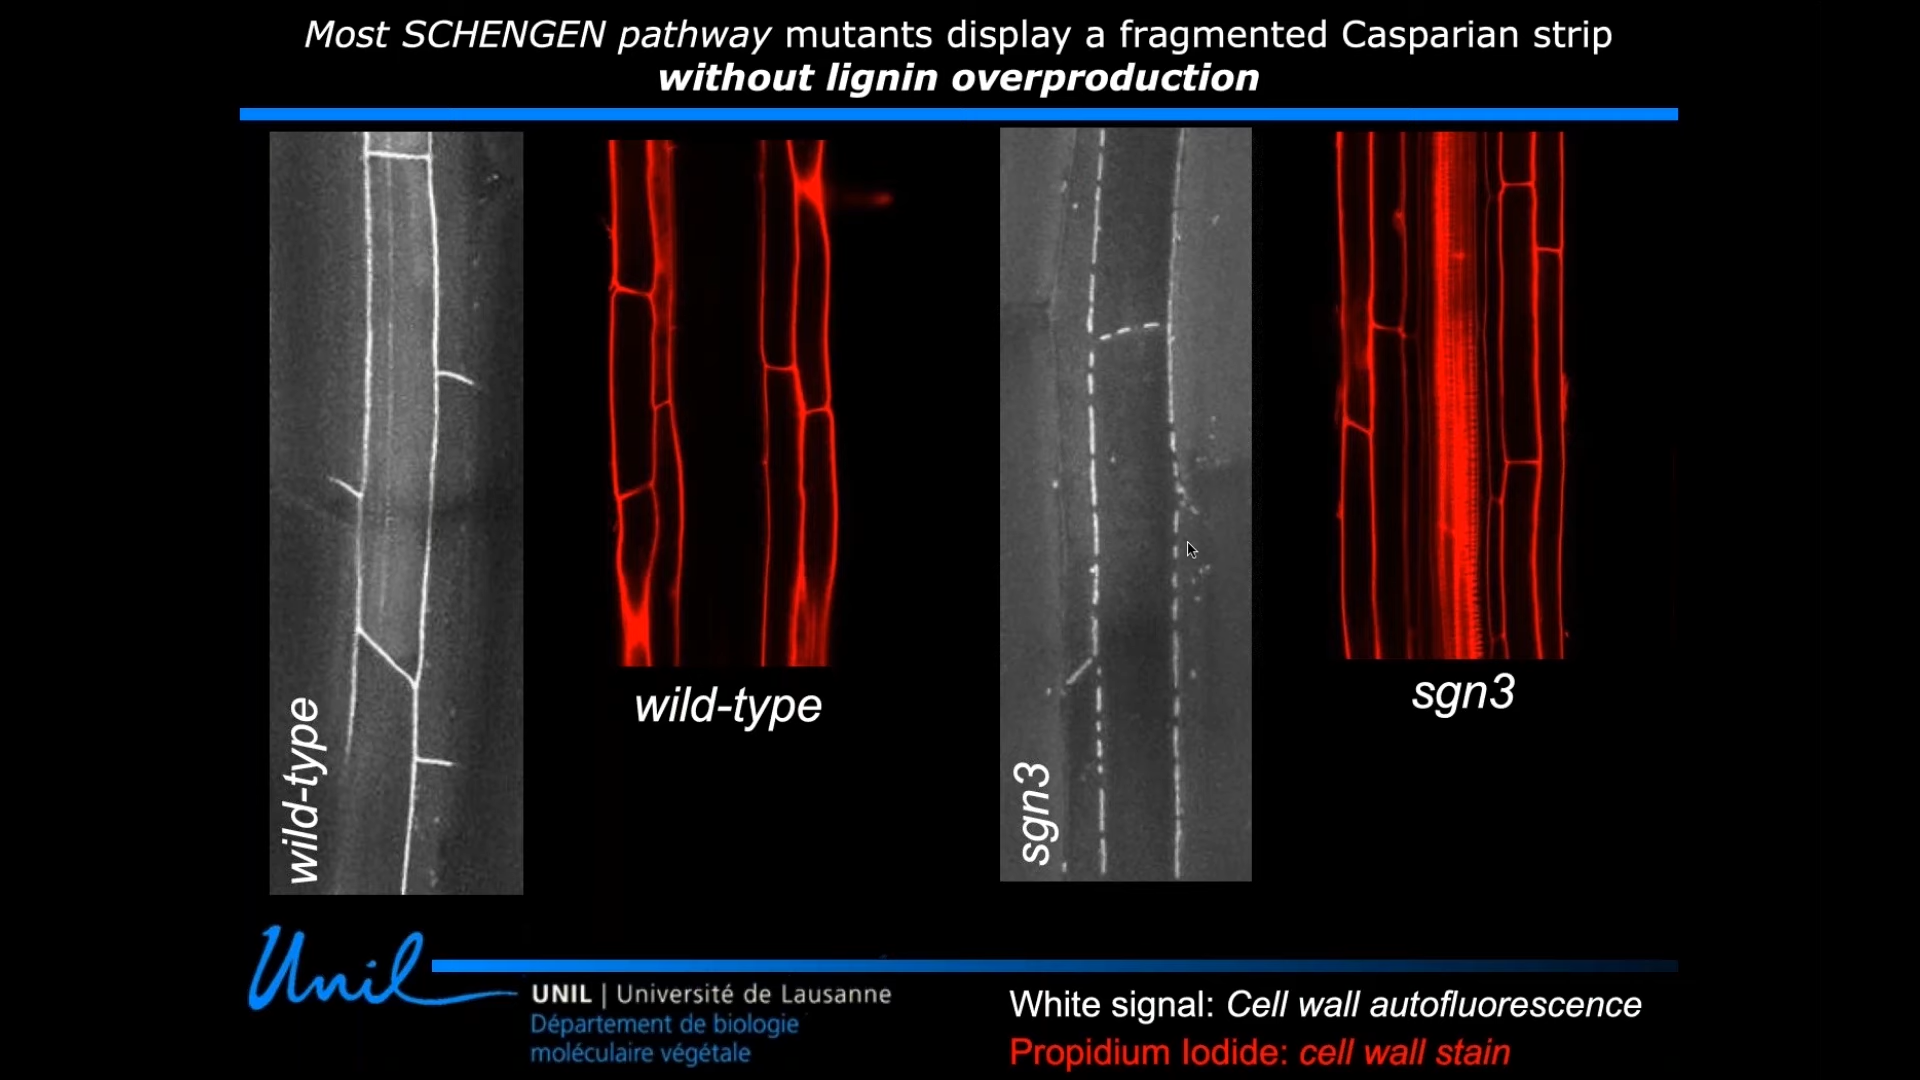 Most SCHENGEN pathway mutants display a fragmented Casparian strip
without lignin overproduction
wild-type
wild-type
sgn3
sgn3
Unil
UNIL | Université de Lausanne
Département de biologie
moléculaire végétale
White signal: Cell wall autofluorescence
Propidium Iodide: cell wall stain